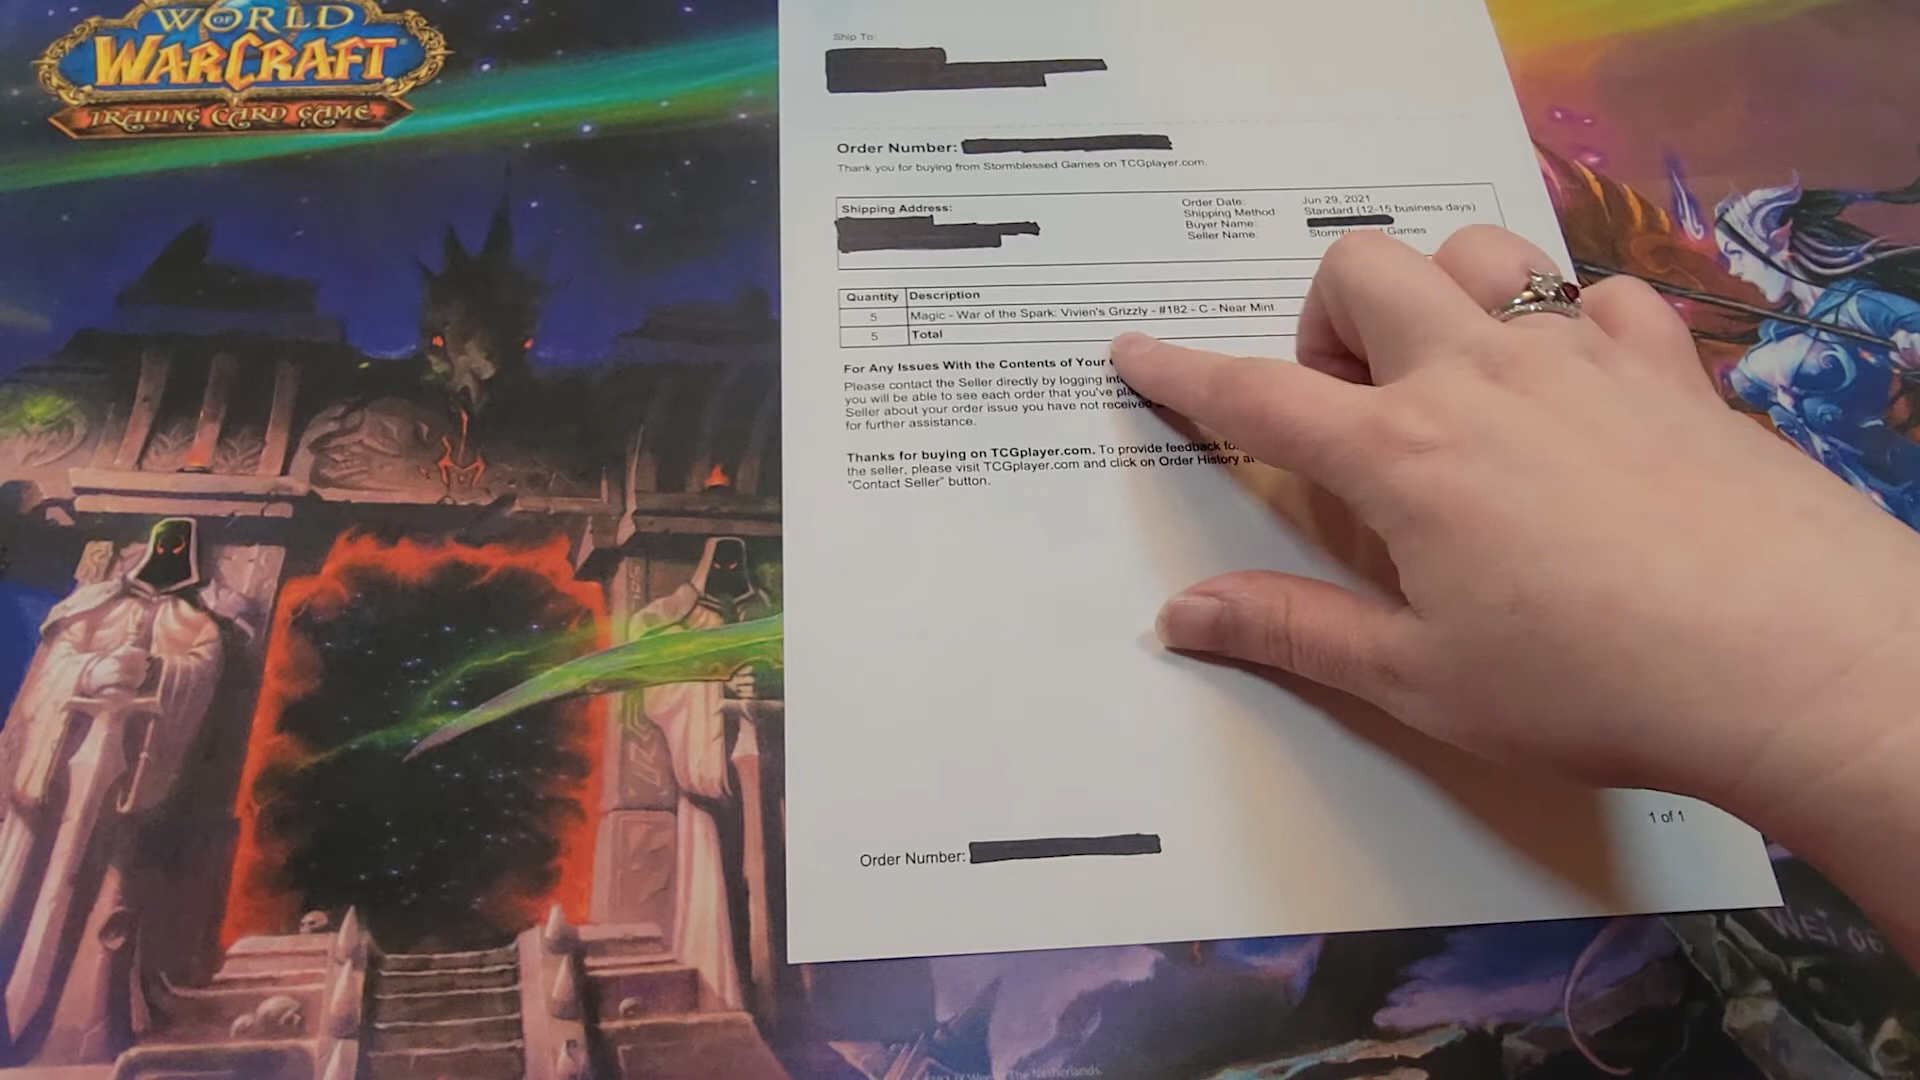 WORLD
OF
WARCRAFT
TRADING CARD GAME
Ship To:
Order Number:
Thank you for buying from Stormblessed Games on TCGplayer.com.
Shipping Address:
Order Date: Jun 29, 2021
Shipping Method: Standard (12-15 business days)
Buyer Name:
Seller Name: Games
Quantity Description
5 Magic - War of the Spark: Vivien's Grizzly - #182 - C - Near Mint
5 Total
For Any Issues With the Contents of Your
Please contact the Seller directly by logging
you will be able to see each order that you've
Seller about your order issue you have not received
for further assistance.
Thanks for buying on TCGplayer.com. To provide feedback
the seller, please visit TCGplayer.com and click on Order History
"Contact Seller" button.
1 of 1
Order Number:
WEi 06
The Netherlands.